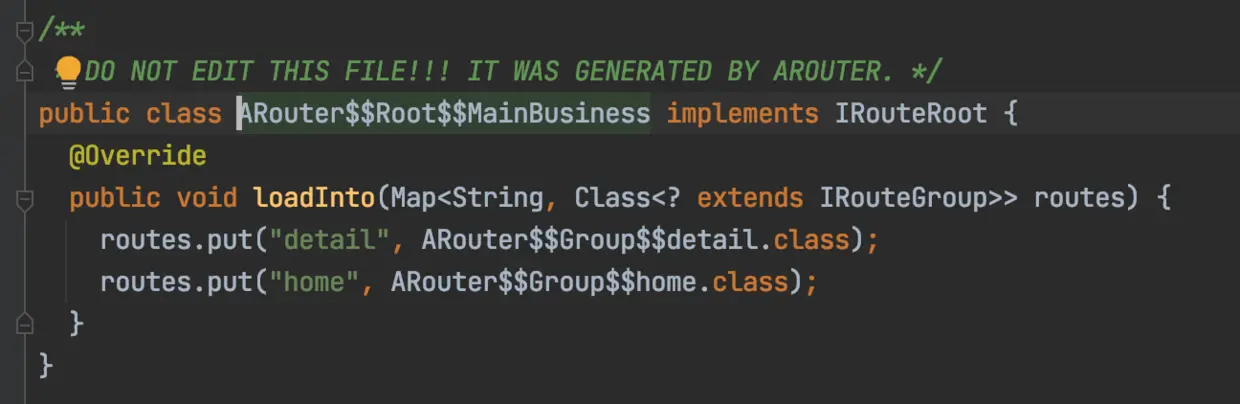 /**
DO NOT EDIT THIS FILE!!! IT WAS GENERATED BY AROUTER. */
public class ARouter$$Root$$MainBusiness implements IRouteRoot {
@Override
public void loadInto(Map<String, Class<? extends IRouteGroup>> routes) {
routes.put("detail", ARouter$$Group$$detail.class);
routes.put("home", ARouter$$Group$$home.class);
}
}